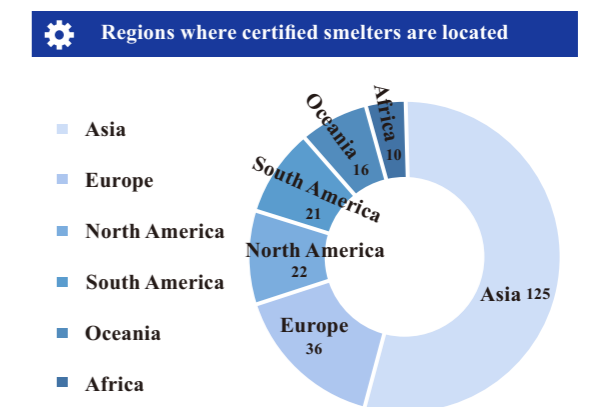 Regions where certified smelters are located
Asia
Europe
North America
South America
Oceania
Africa
Africa
10
Oceania
16
South America
21
North America
22
Europe
36
Asia 125